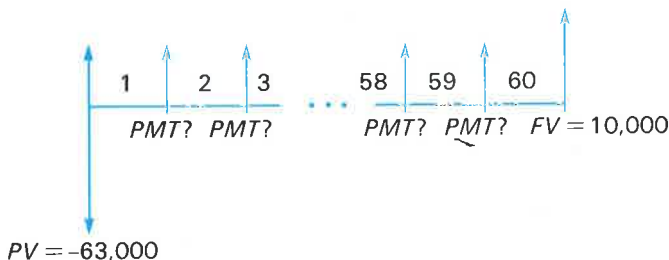 1 2 3 58 59 60
PMT? PMT? PMT? PMT? FV = 10,000
PV = –63,000